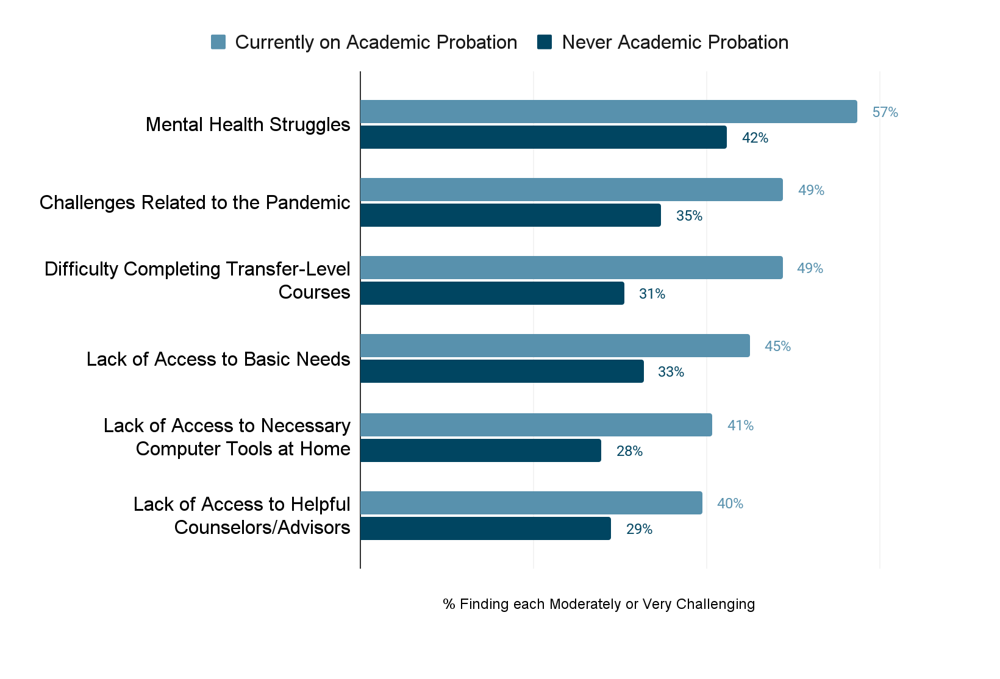 Currently on Academic Probation Never Academic Probation
Mental Health Struggles
57%
42%
Challenges Related to the Pandemic
49%
35%
Difficulty Completing Transfer-Level
Courses
49%
31%
Lack of Access to Basic Needs
45%
33%
Lack of Access to Necessary
Computer Tools at Home
41%
28%
Lack of Access to Helpful
Counselors/Advisors
40%
29%
% Finding each Moderately or Very Challenging